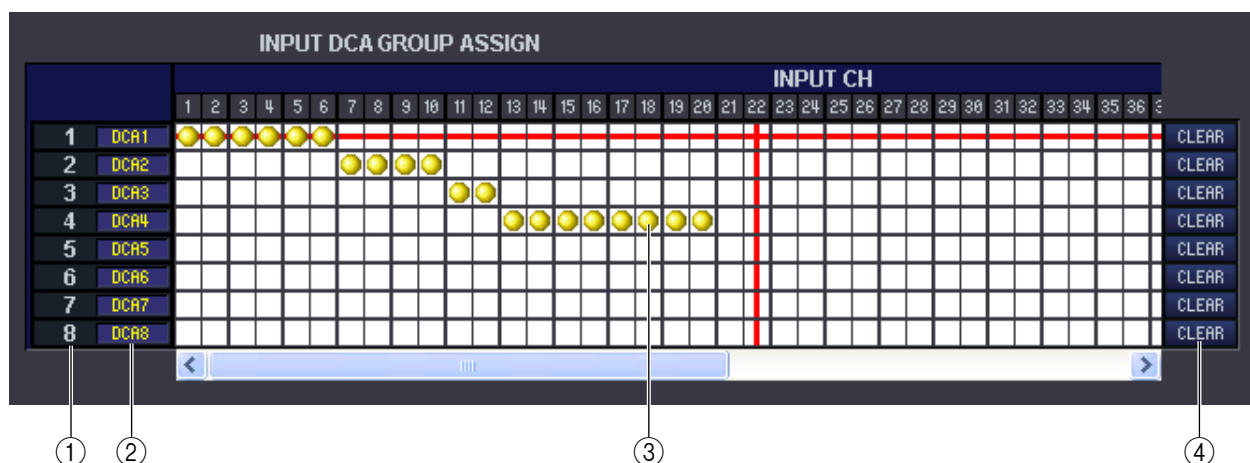 INPUT DCA GROUP ASSIGN
INPUT CH
1 2 3 4 5 6 7 8 9 10 11 12 13 14 15 16 17 18 19 20 21 22 23 24 25 26 27 28 29 30 31 32 33 34 35 36
1 DCA1 CLEAR
2 DCA2 CLEAR
3 DCA3 CLEAR
4 DCA4 CLEAR
5 DCA5 CLEAR
6 DCA6 CLEAR
7 DCA7 CLEAR
8 DCA8 CLEAR
① ② ③ ④